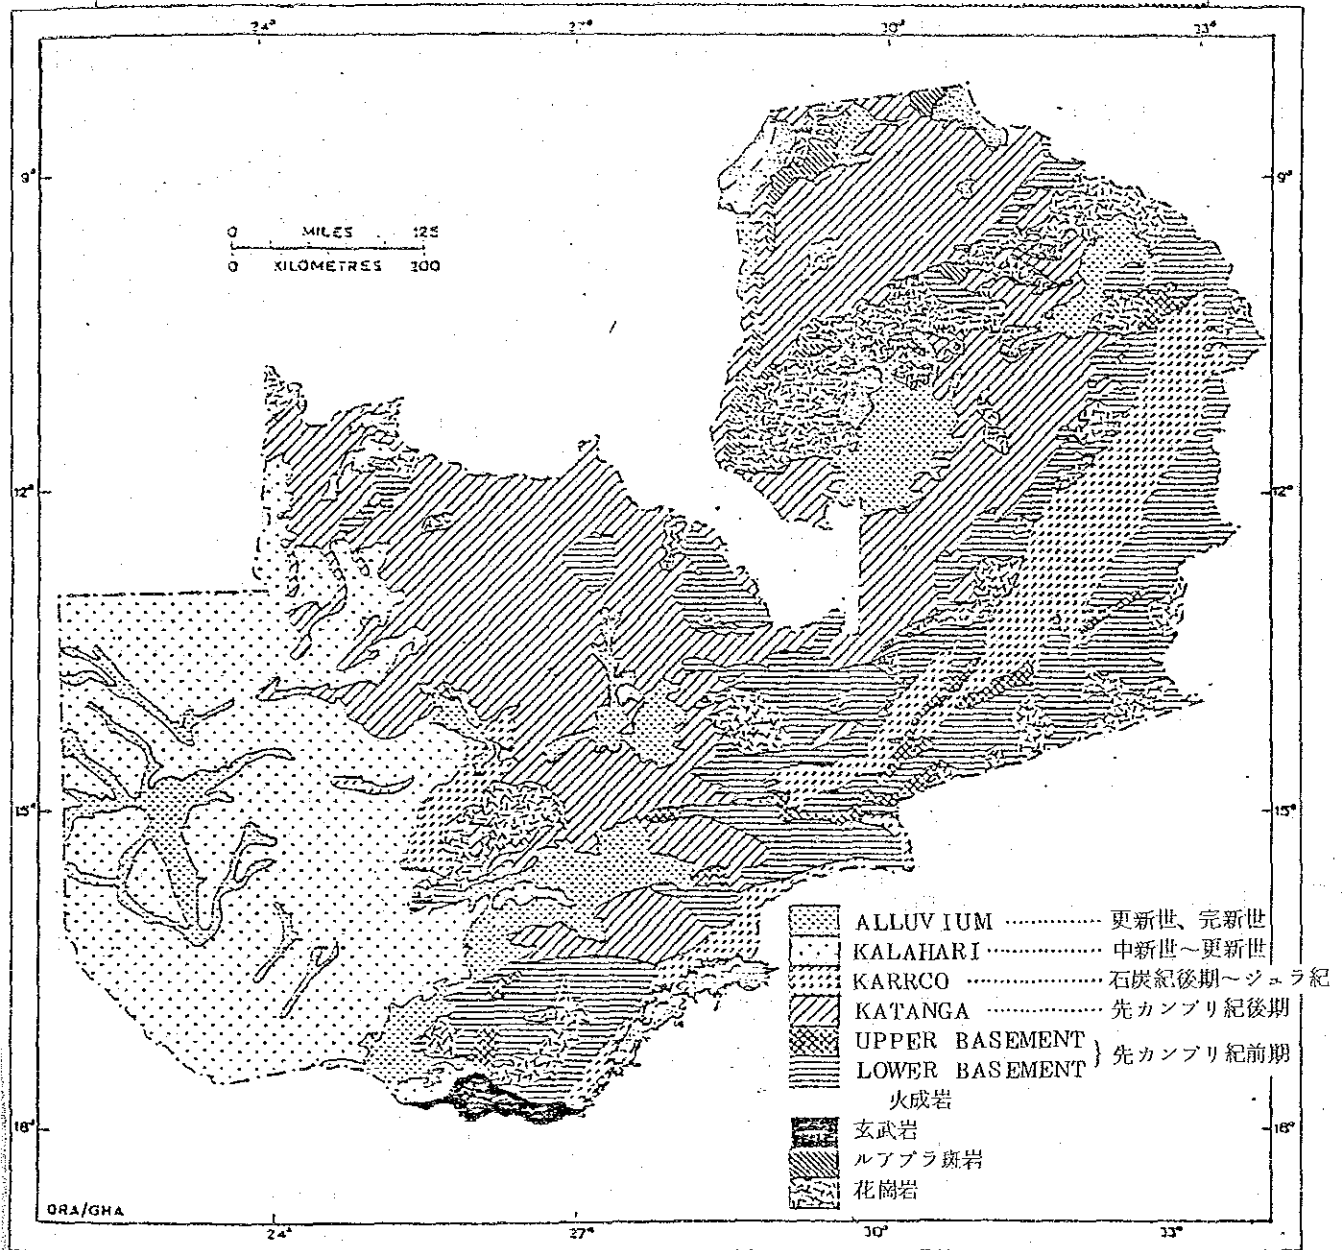 24° 27° 30° 33°
9° 9°
0 MILES 125
0 KILOMETRES 200
12° 12°
15° 15°
ALLUVIUM ············ 更新世、完新世
KALAHARI ············ 中新世～更新世
KARRCO ············ 石炭紀後期～ジュラ紀
KATANGA ············ 先カンブリ紀後期
UPPER BASEMENT
LOWER BASEMENT } 先カンブリ紀前期
火成岩
玄武岩
ルアプラ斑岩
花崗岩
18° 18°
ORA/GHA
24° 27° 30° 33°